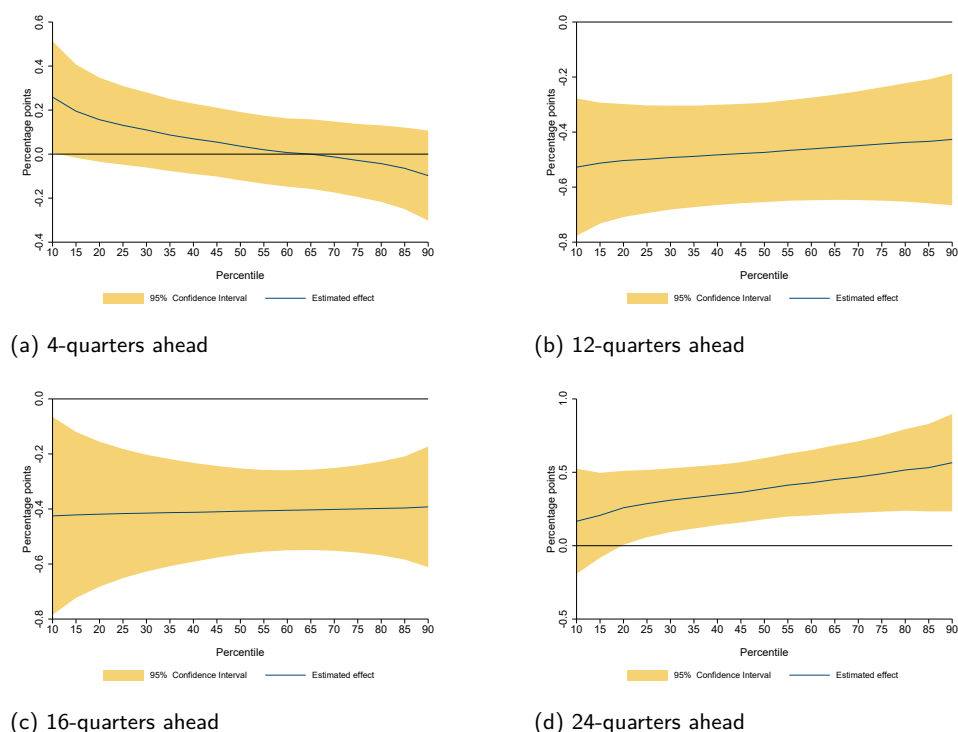 Percentage points
0.6
0.4
0.2
0.0
-0.2
-0.4
10 15 20 25 30 35 40 45 50 55 60 65 70 75 80 85 90
Percentile
95% Confidence Interval Estimated effect
(a) 4-quarters ahead
Percentage points
0.0
-0.2
-0.4
-0.6
-0.8
10 15 20 25 30 35 40 45 50 55 60 65 70 75 80 85 90
Percentile
95% Confidence Interval Estimated effect
(b) 12-quarters ahead
Percentage points
0.0
-0.2
-0.4
-0.6
-0.8
10 15 20 25 30 35 40 45 50 55 60 65 70 75 80 85 90
Percentile
95% Confidence Interval Estimated effect
(c) 16-quarters ahead
Percentage points
1.0
0.5
0.0
-0.5
10 15 20 25 30 35 40 45 50 55 60 65 70 75 80 85 90
Percentile
95% Confidence Interval Estimated effect
(d) 24-quarters ahead